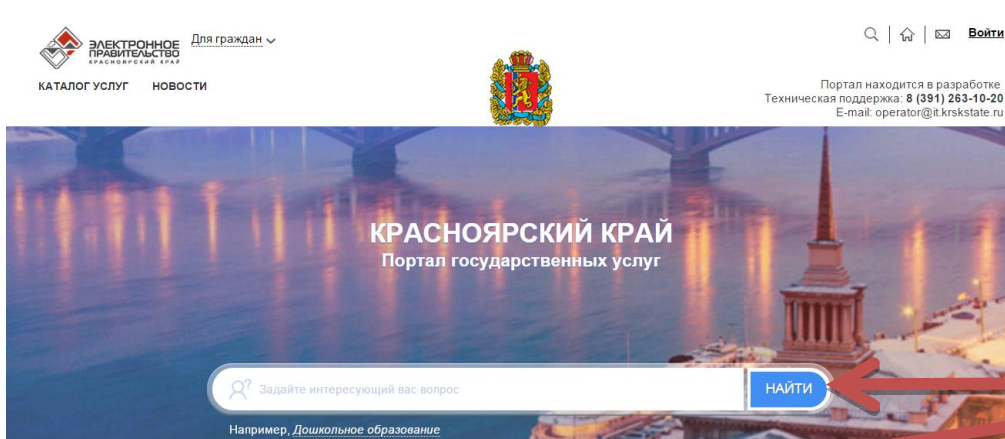 ЭЛЕКТРОННОЕ
ПРАВИТЕЛЬСТВО
КРАСНОЯРСКИЙ КРАЙ
Для граждан
Войти
КАТАЛОГ УСЛУГ НОВОСТИ
Портал находится в разработке
Техническая поддержка: 8 (391) 263-10-20
E-mail: operator@it.krskstate.ru
КРАСНОЯРСКИЙ КРАЙ
Портал государственных услуг
Задайте интересующий вас вопрос
НАЙТИ
Например, Дошкольное образование